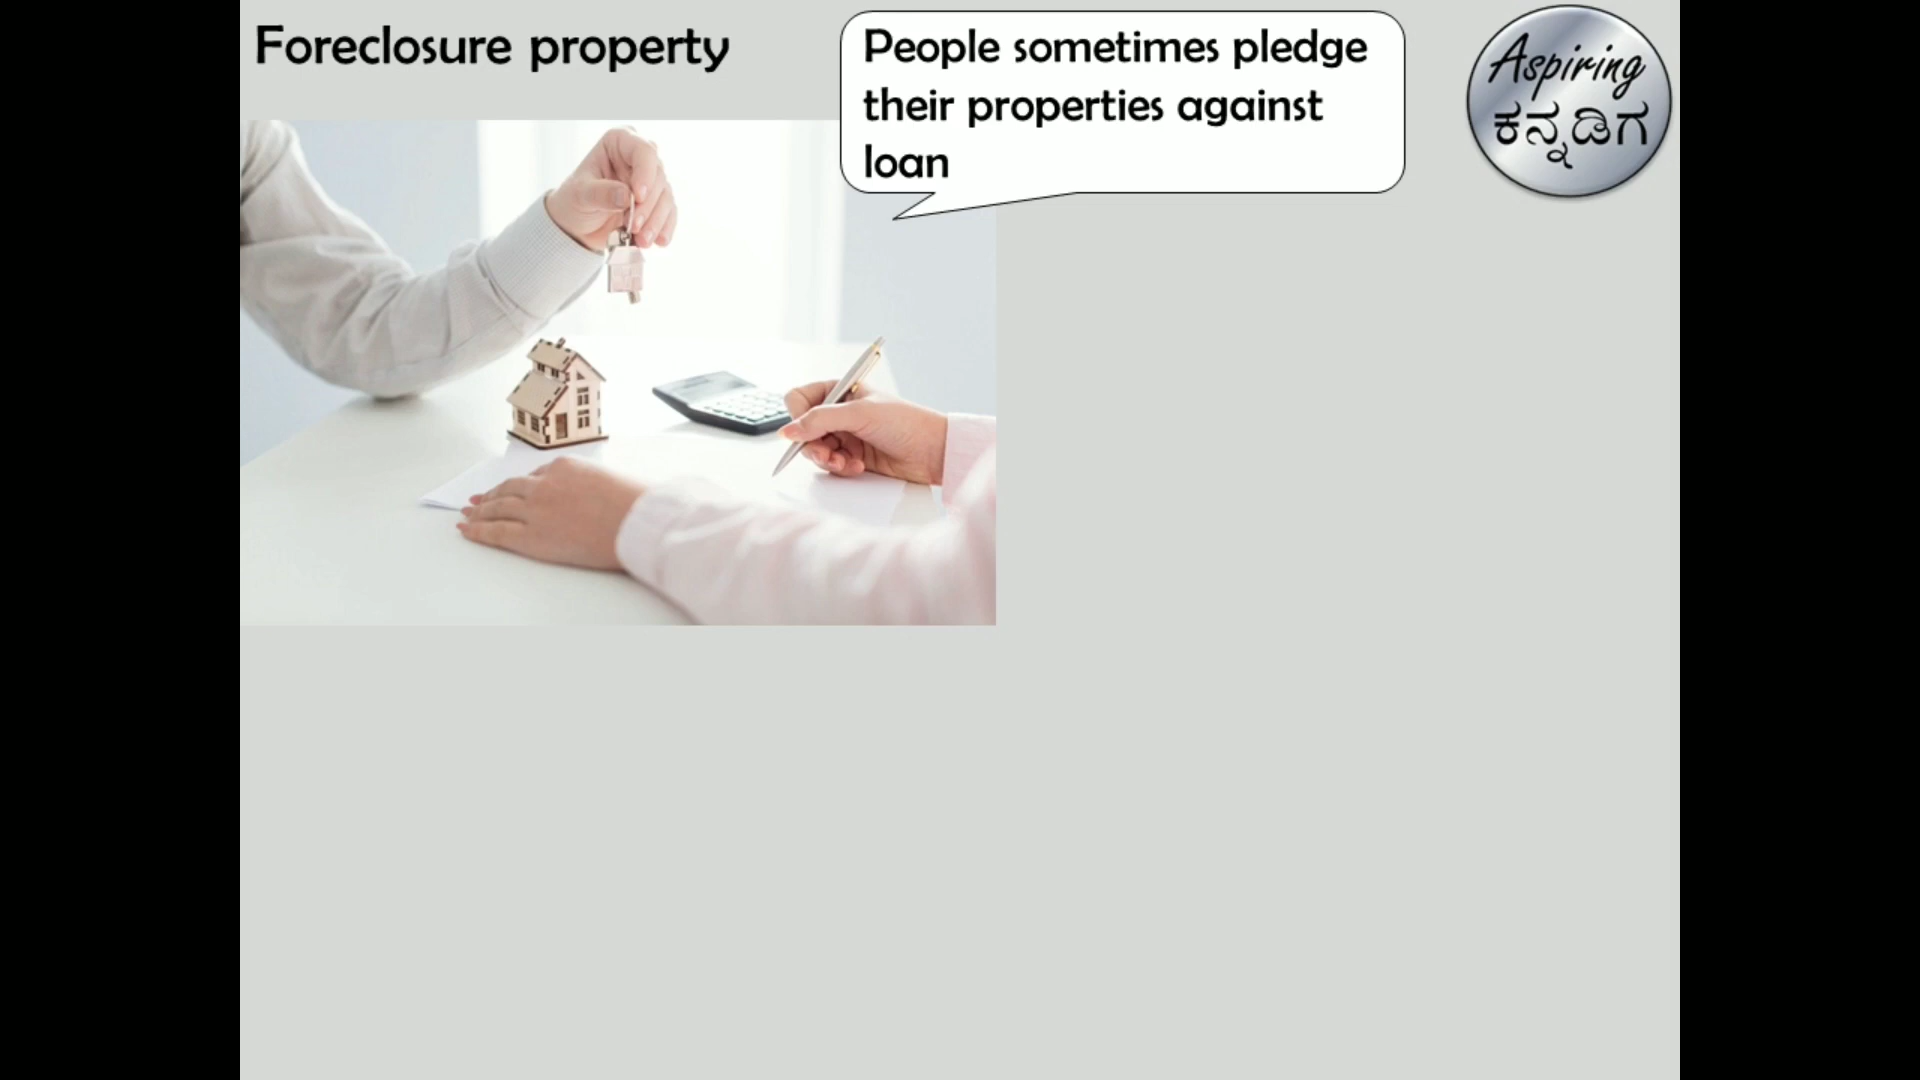 Foreclosure property
People sometimes pledge
their properties against
loan
Aspiring
ಕನ್ನಡಿಗ